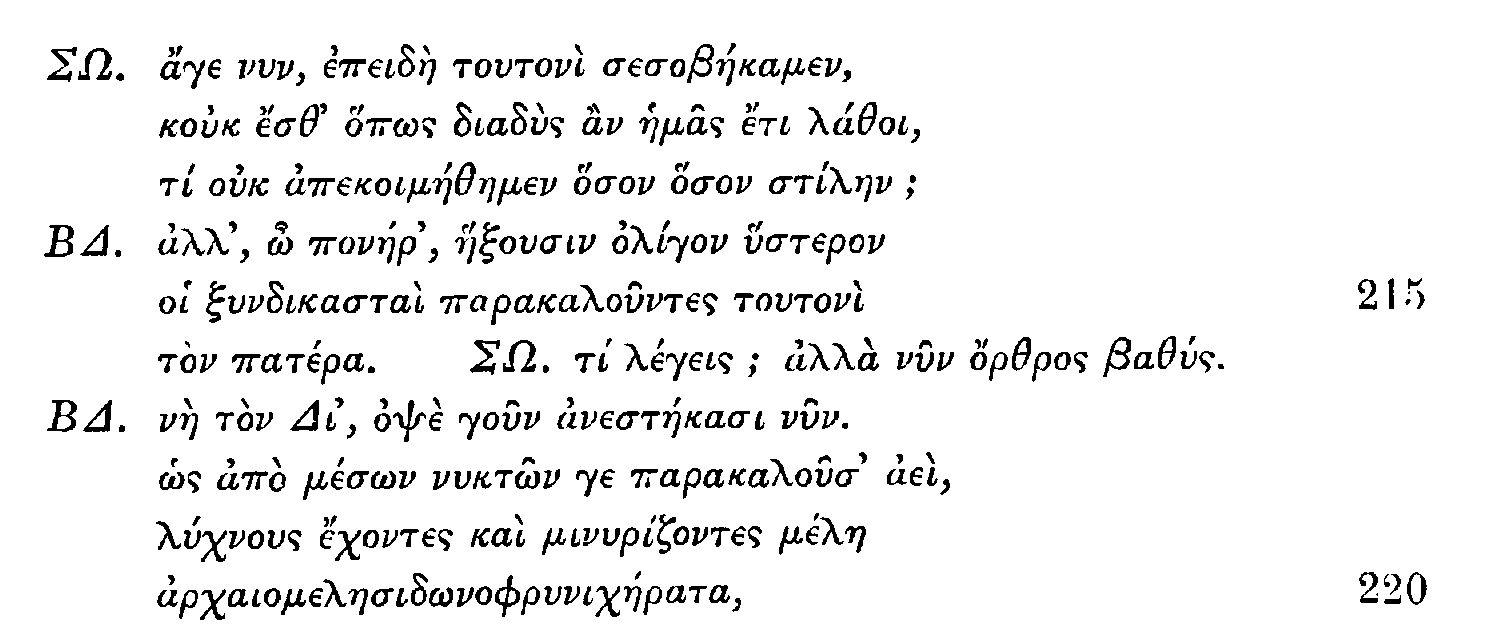 ΣΩ. ἄγε νυν, ἐπειδὴ τουτονὶ σεσοβήκαμεν,
κοὐκ ἔσθ’ ὅπως διαδὺς ἂν ἡμᾶς ἔτι λάθοι,
τί οὐκ ἀπεκοιμήθημεν ὅσον ὅσον στίλην ;
ΒΔ. ἀλλ’, ὦ πονήρ’, ἥξουσιν ὀλίγον ὕστερον
οἱ ξυνδικασταὶ παρακαλοῦντες τουτονὶ 215
τὸν πατέρα. ΣΩ. τί λέγεις ; ἀλλὰ νῦν ὄρθρος βαθύς.
ΒΔ. νὴ τὸν Δί’, ὀψὲ γοῦν ἀνεστήκασι νῦν.
ὡς ἀπὸ μέσων νυκτῶν γε παρακαλοῦσ’ ἀεὶ,
λύχνους ἔχοντες καὶ μινυρίζοντες μέλη
ἀρχαιομελησιδωνοφρυνιχήρατα, 220